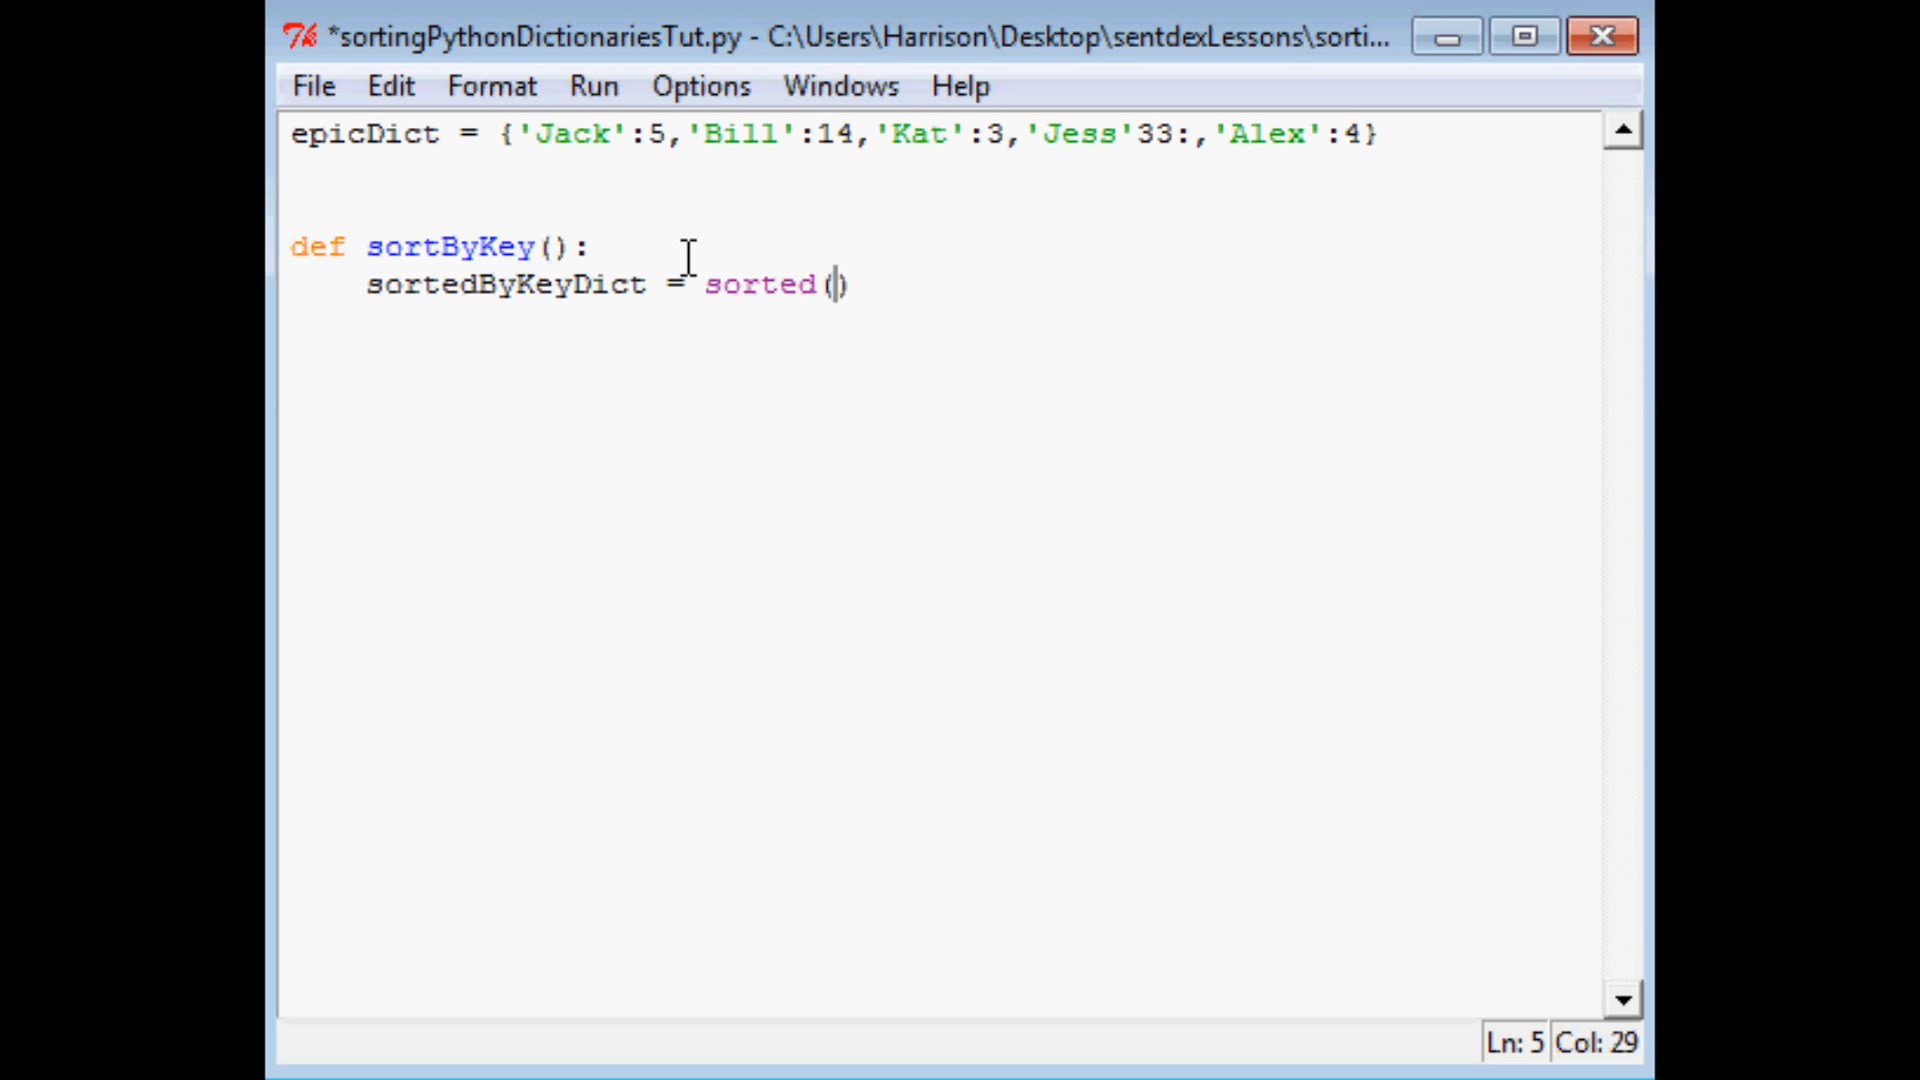 *sortingPythonDictionariesTut.py - C:\Users\Harrison\Desktop\sentdexLessons\sorti...
File Edit Format Run Options Windows Help
epicDict = {'Jack':5,'Bill':14,'Kat':3,'Jess'33:,'Alex':4}
def sortByKey():
    sortedByKeyDict = sorted()
Ln: 5 Col: 29